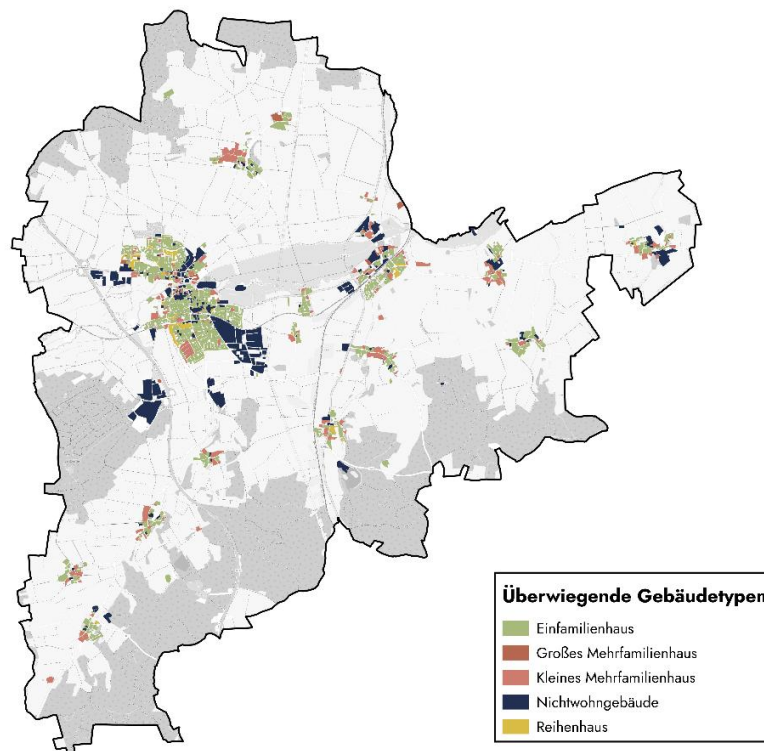 Überwiegende Gebäudetypen
Einfamilienhaus
Großes Mehrfamilienhaus
Kleines Mehrfamilienhaus
Nichtwohngebäude
Reihenhaus